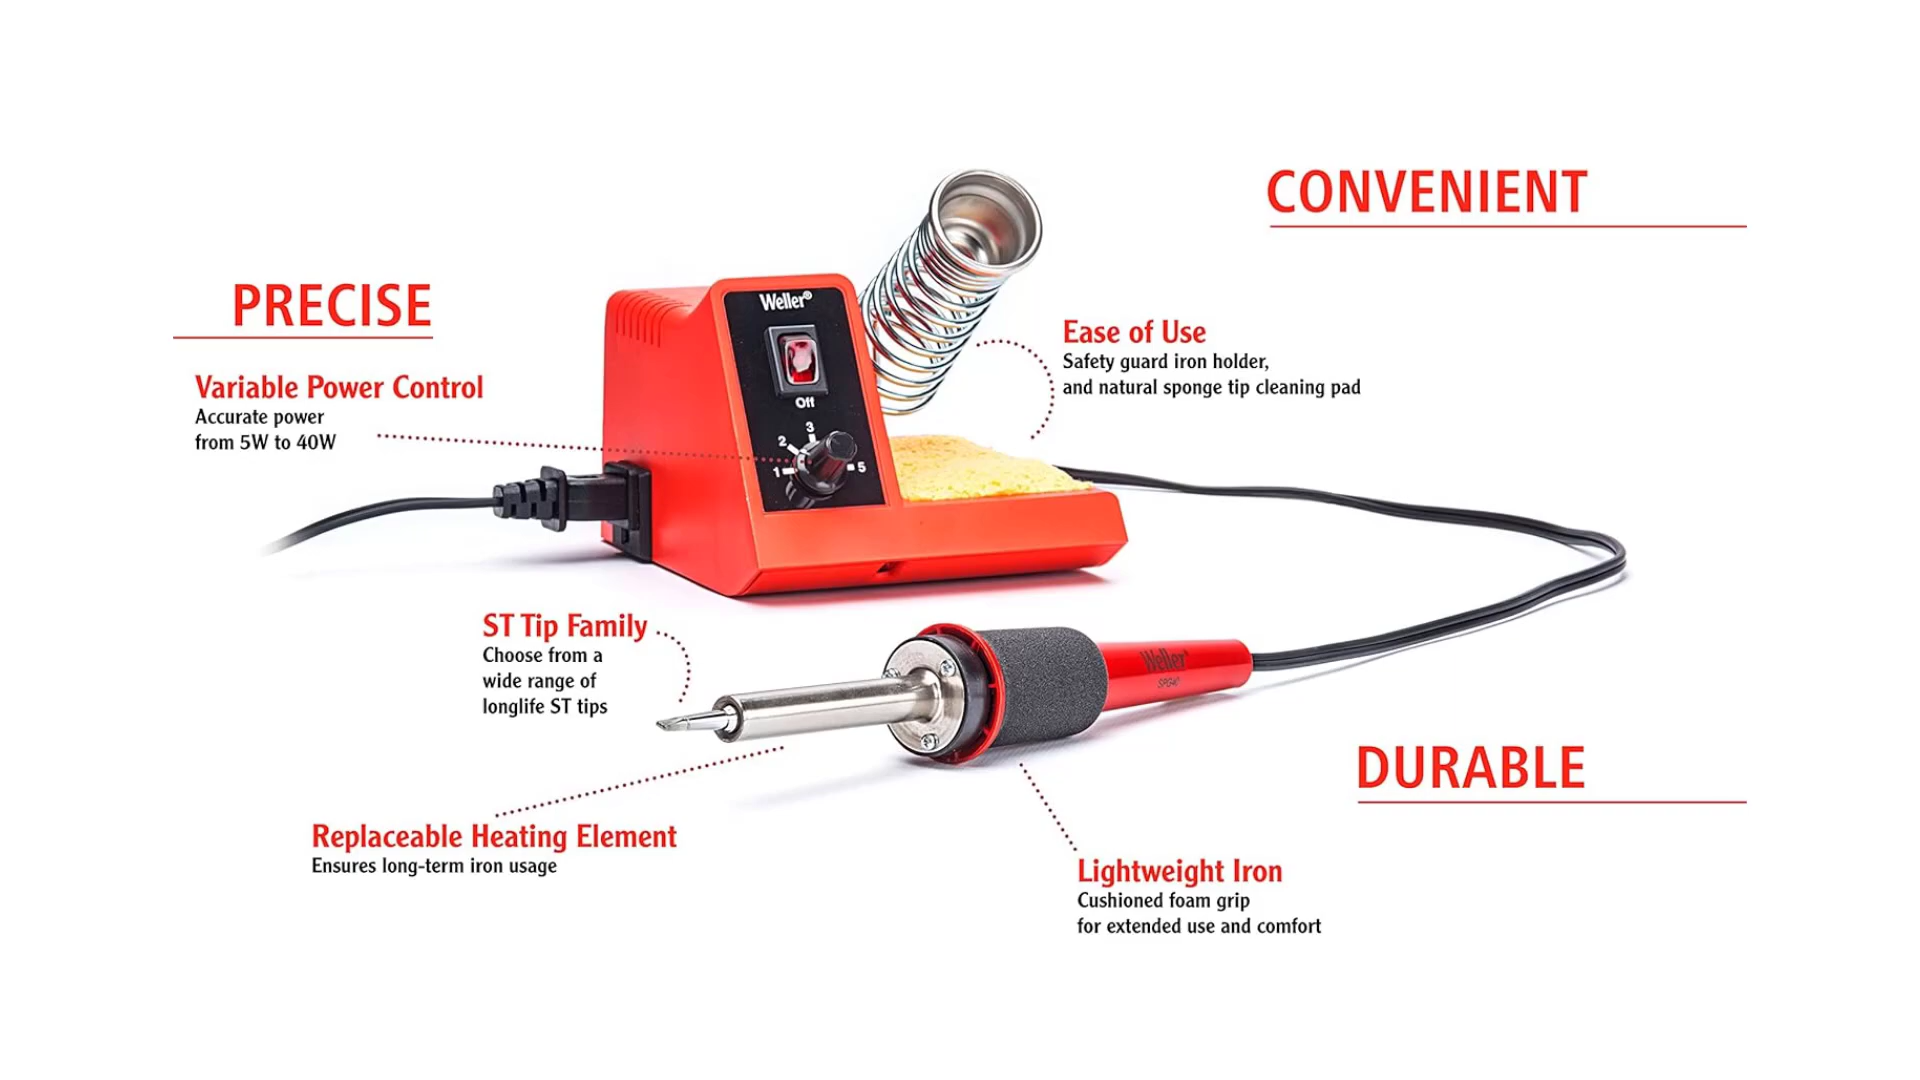 CONVENIENT
PRECISE
Weller®
Ease of Use
Safety guard iron holder,
and natural sponge tip cleaning pad
Variable Power Control
Accurate power
from 5W to 40W
Off
3
2
1
5
ST Tip Family
Choose from a
wide range of
longlife ST tips
Weller®
SPG40
DURABLE
Replaceable Heating Element
Ensures long-term iron usage
Lightweight Iron
Cushioned foam grip
for extended use and comfort